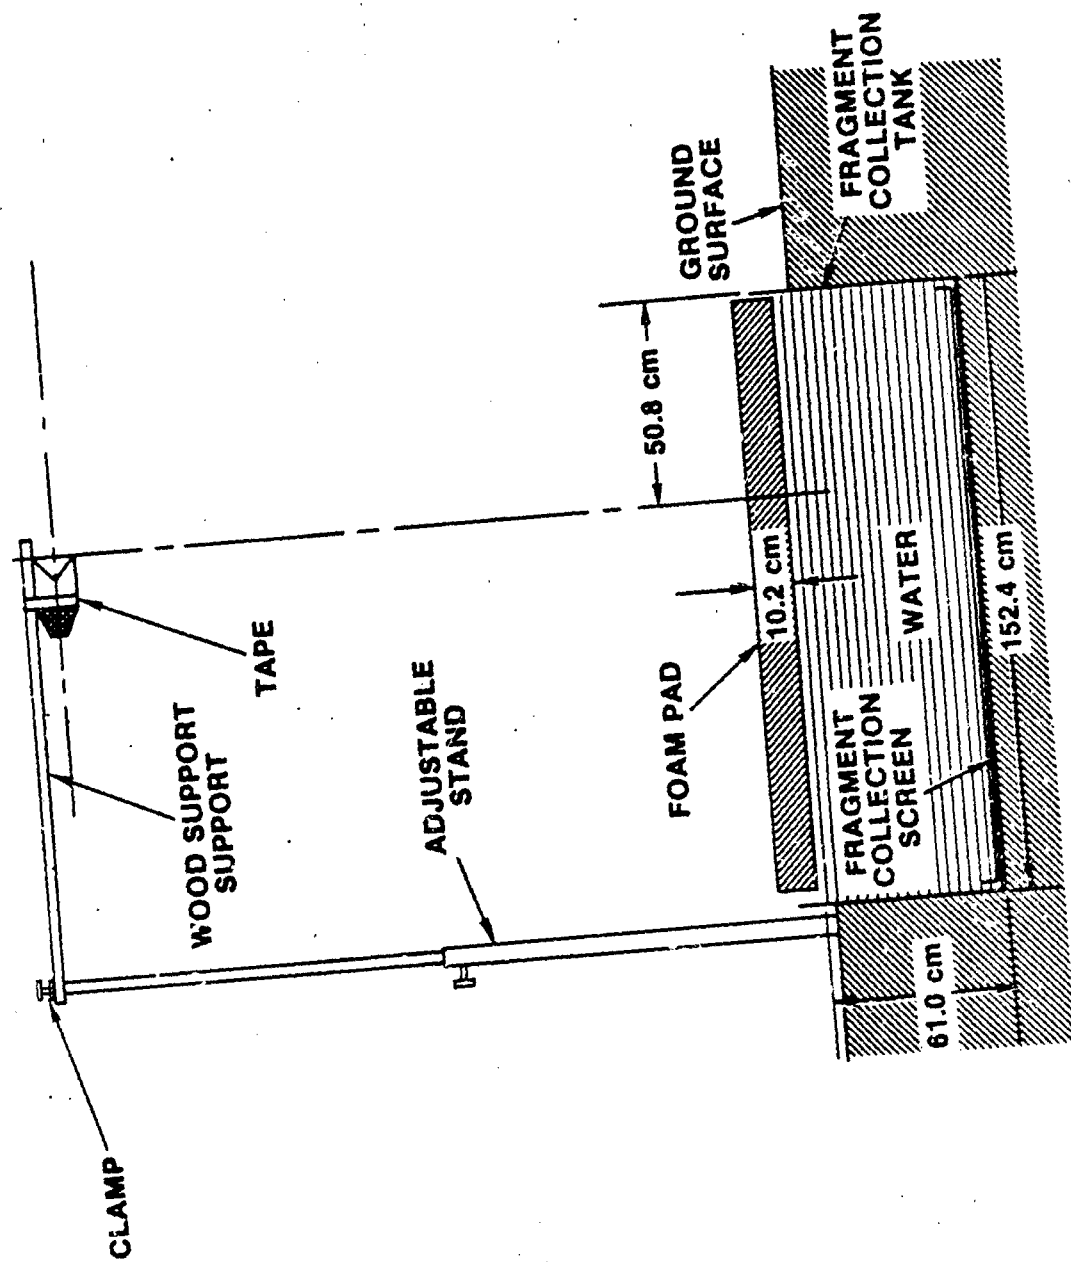 CLAMP
WOOD SUPPORT
SUPPORT
TAPE
ADJUSTABLE
STAND
FOAM PAD
10.2 cm
50.8 cm
GROUND
SURFACE
FRAGMENT
COLLECTION
TANK
FRAGMENT
COLLECTION
SCREEN
WATER
152.4 cm
61.0 cm